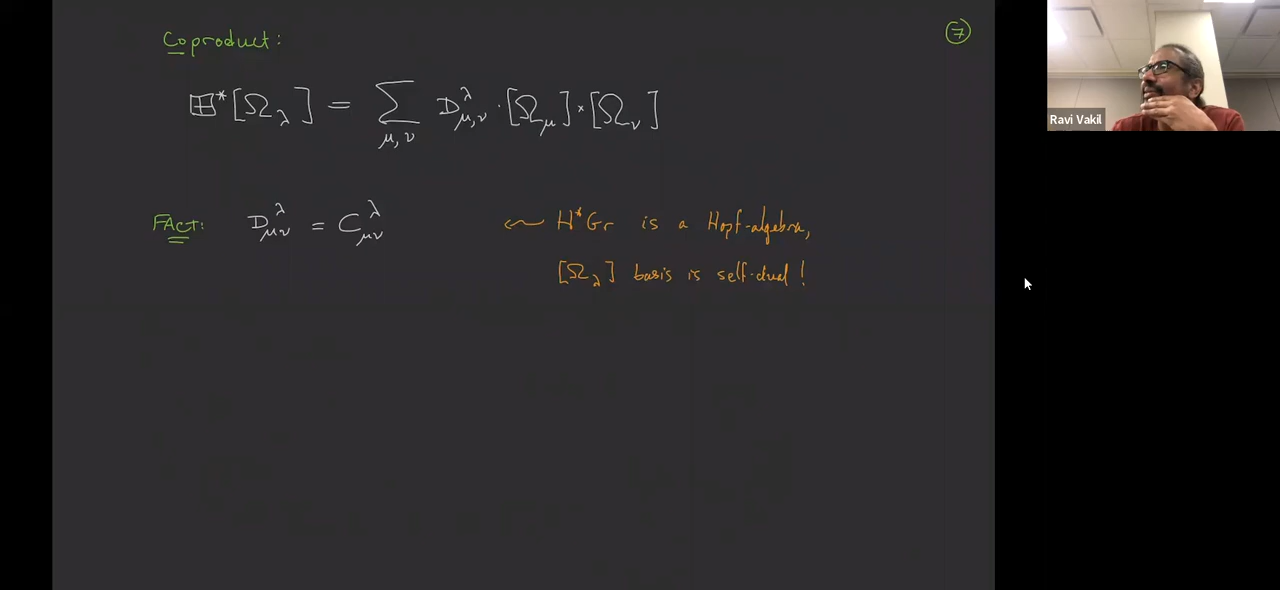 Coproduct:
⑦
⊞*[Ω_λ] = Σ_{μ,ν} D^λ_{μ,ν} · [Ω_μ] × [Ω_ν]
FACT: D^λ_{μν} = C^λ_{μν} ⇜ H*Gr is a Hopf-algebra,
[Ω_λ] basis is self-dual!
Ravi Vakil